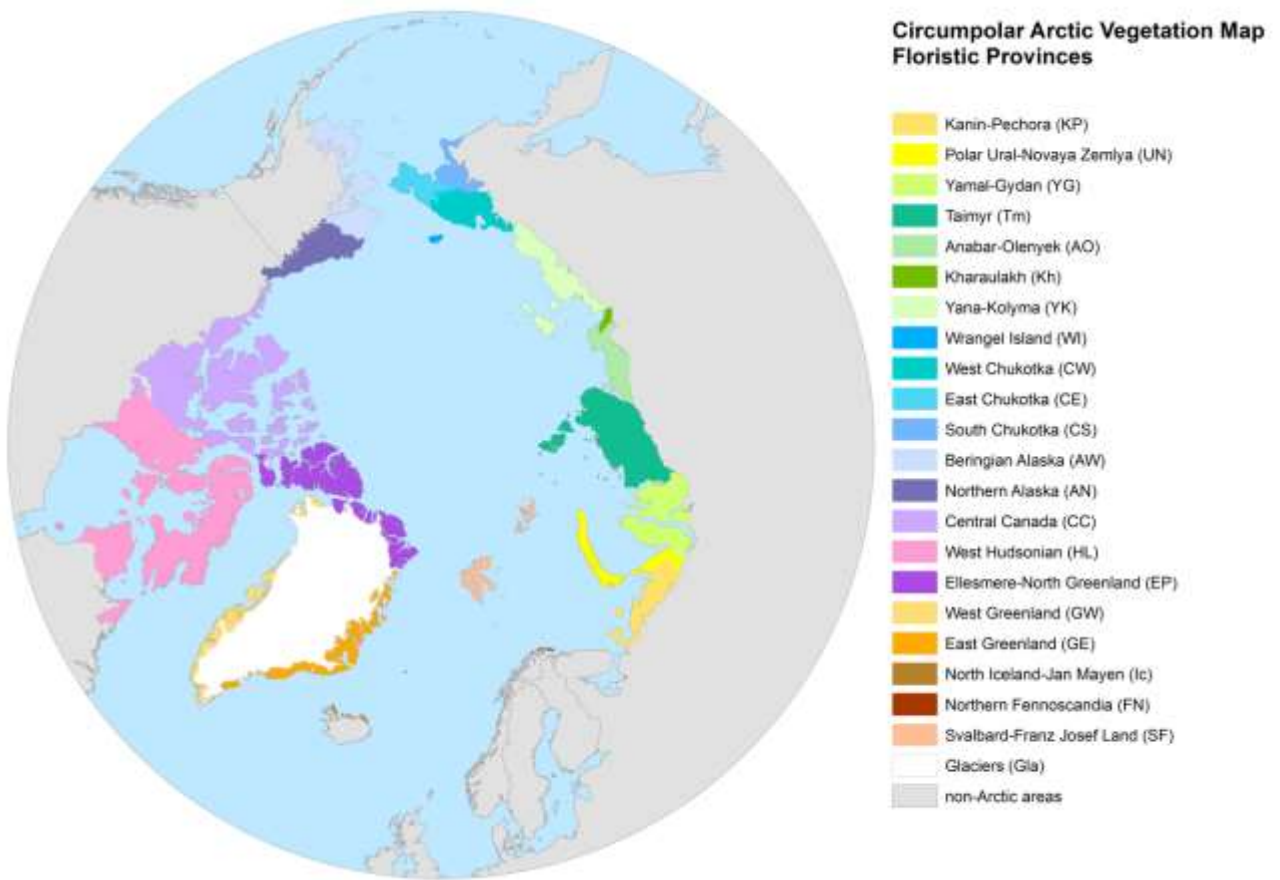 Circumpolar Arctic Vegetation Map
Floristic Provinces
Kanin-Pechora (KP)
Polar Ural-Novaya Zemlya (UN)
Yamal-Gydan (YG)
Taimyr (Tm)
Anabar-Olenyek (AO)
Kharaulakh (Kh)
Yana-Kolyma (YK)
Wrangel Island (WI)
West Chukotka (CW)
East Chukotka (CE)
South Chukotka (CS)
Beringian Alaska (AW)
Northern Alaska (AN)
Central Canada (CC)
West Hudsonian (HL)
Ellesmere-North Greenland (EP)
West Greenland (GW)
East Greenland (GE)
North Iceland-Jan Mayen (Ic)
Northern Fennoscandia (FN)
Svalbard-Franz Josef Land (SF)
Glaciers (Gla)
non-Arctic areas